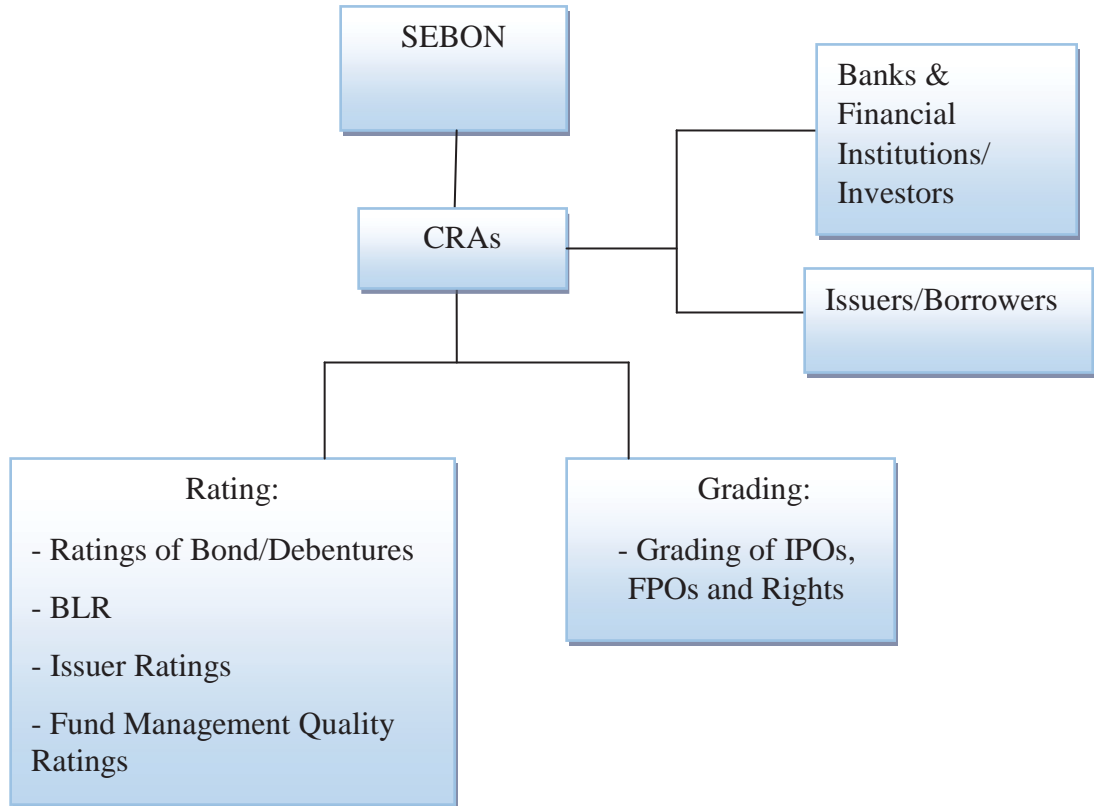 SEBON
Banks &
Financial
Institutions/
Investors
CRAs
Issuers/Borrowers
Rating:
- Ratings of Bond/Debentures
- BLR
- Issuer Ratings
- Fund Management Quality
Ratings
Grading:
- Grading of IPOs,
FPOs and Rights